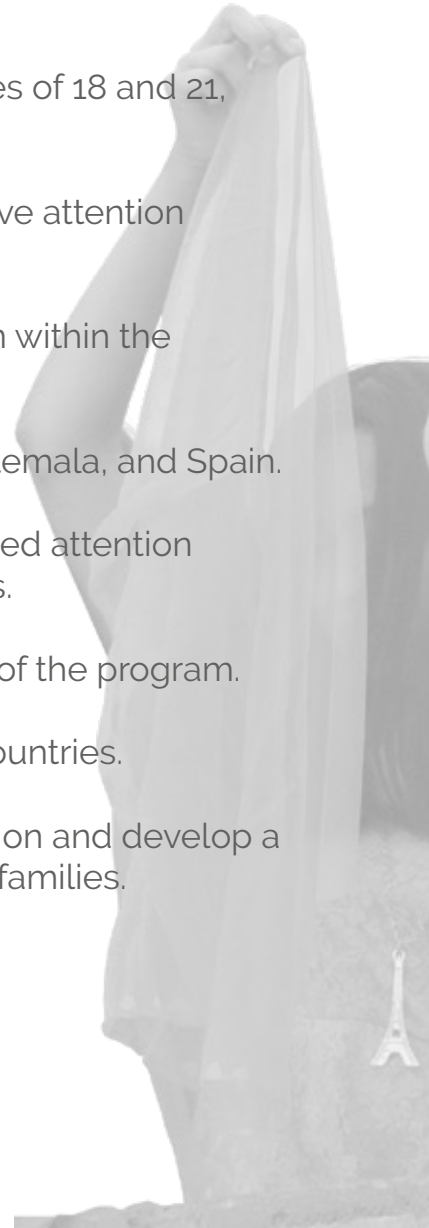 es of 18 and 21,
ve attention
n within the
temala, and Spain.
ed attention
s.
of the program.
ountries.
on and develop a
families.